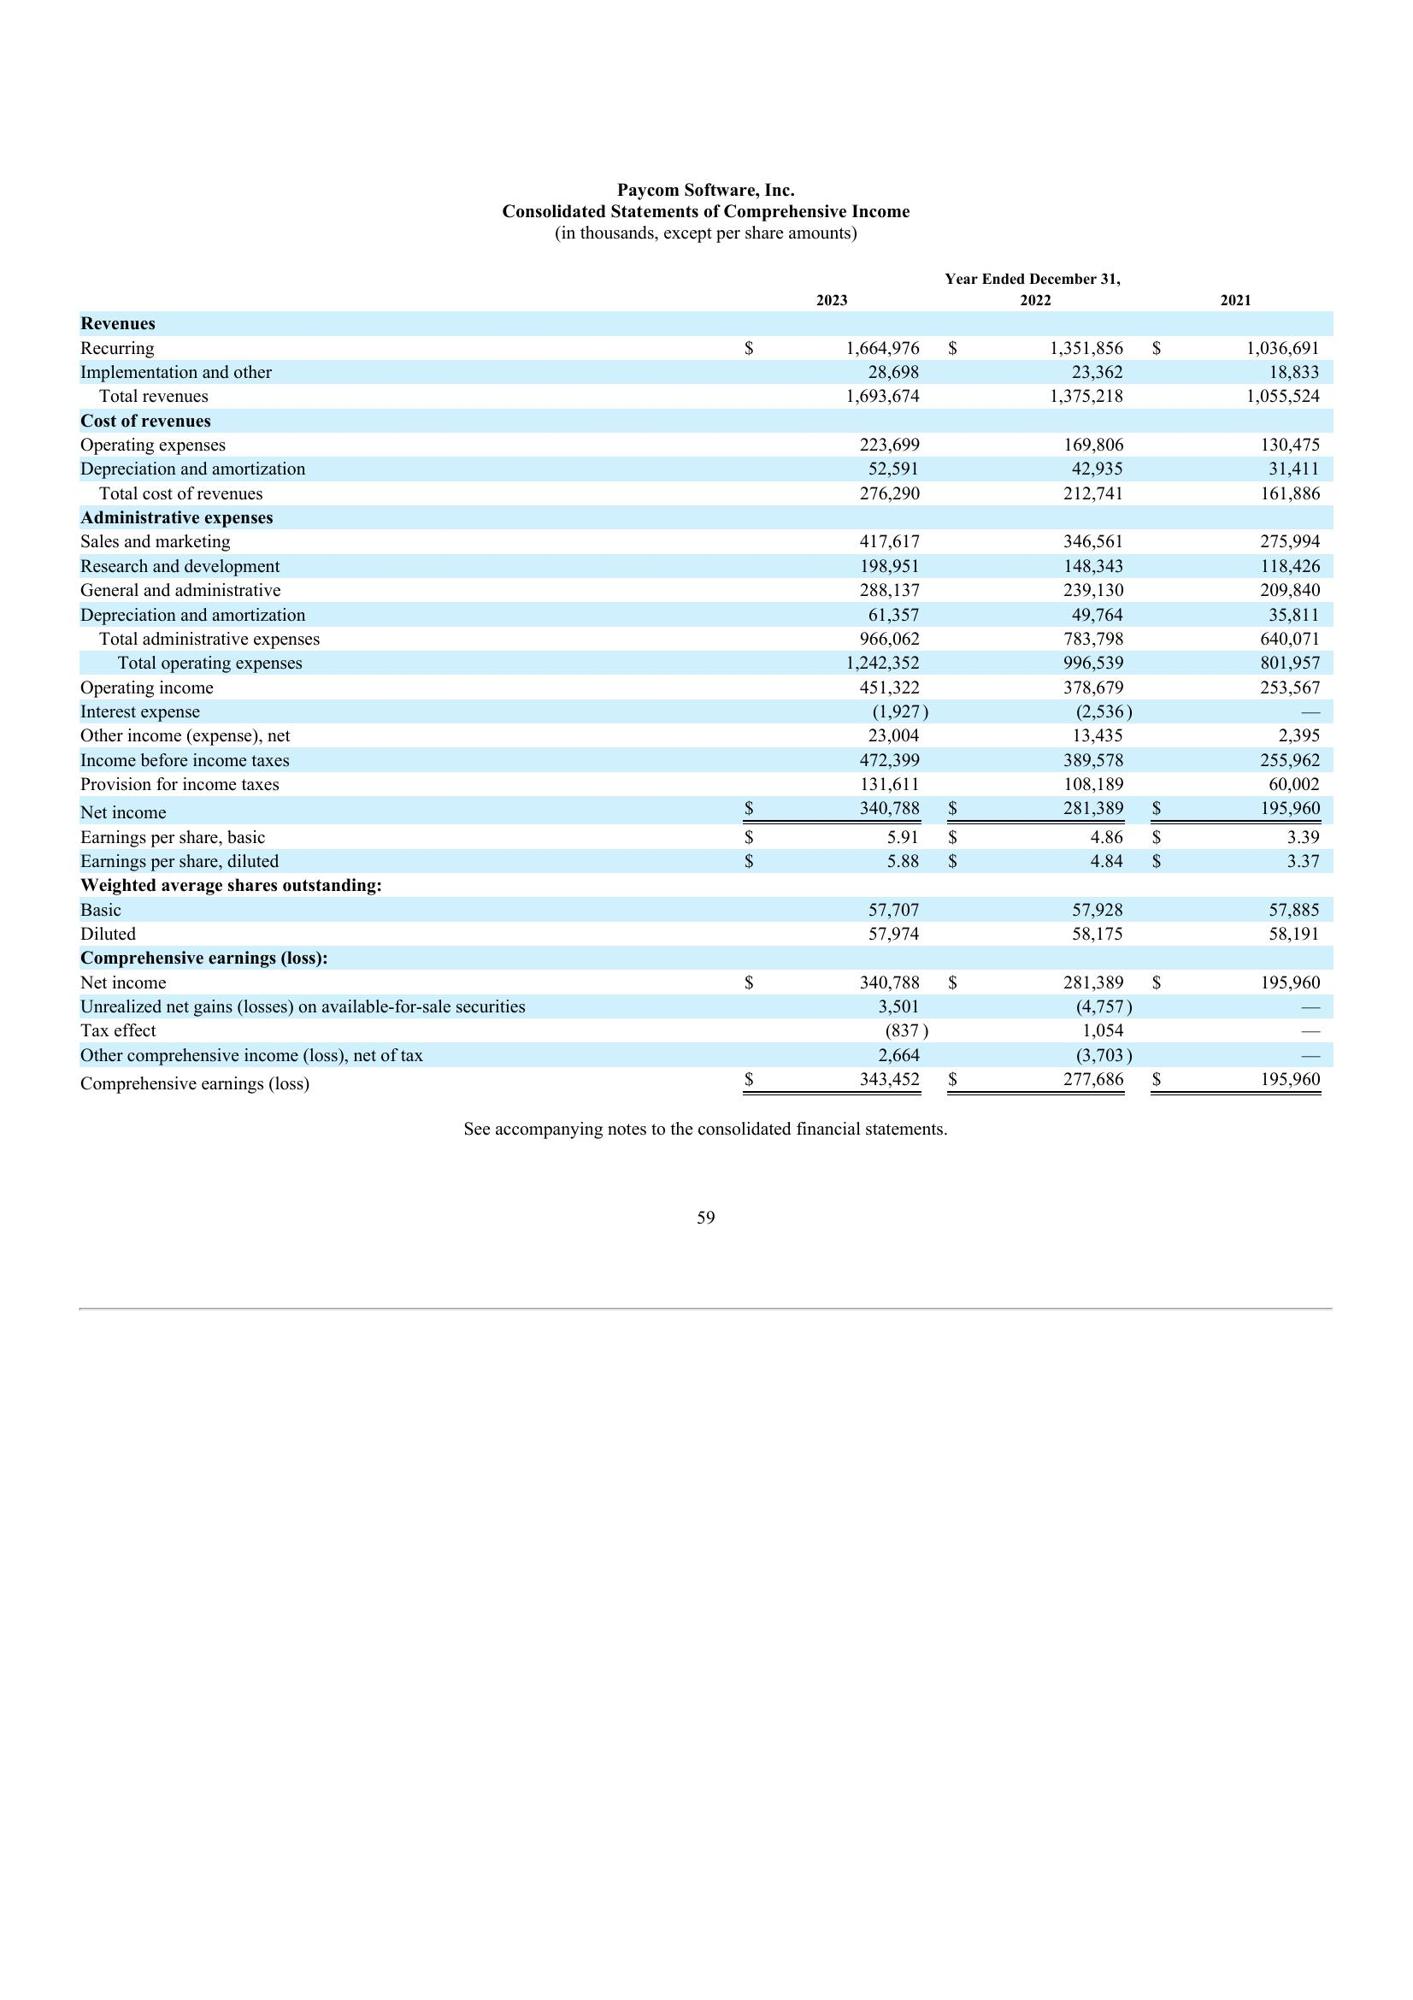 Paycom Software, Inc.
Consolidated Statements of Comprehensive Income
(in thousands, except per share amounts)
Year Ended December 31,
2023 2022 2021
Revenues
Recurring $ 1,664,976 $ 1,351,856 $ 1,036,691
Implementation and other 28,698 23,362 18,833
Total revenues 1,693,674 1,375,218 1,055,524
Cost of revenues
Operating expenses 223,699 169,806 130,475
Depreciation and amortization 52,591 42,935 31,411
Total cost of revenues 276,290 212,741 161,886
Administrative expenses
Sales and marketing 417,617 346,561 275,994
Research and development 198,951 148,343 118,426
General and administrative 288,137 239,130 209,840
Depreciation and amortization 61,357 49,764 35,811
Total administrative expenses 966,062 783,798 640,071
Total operating expenses 1,242,352 996,539 801,957
Operating income 451,322 378,679 253,567
Interest expense (1,927) (2,536) —
Other income (expense), net 23,004 13,435 2,395
Income before income taxes 472,399 389,578 255,962
Provision for income taxes 131,611 108,189 60,002
Net income $ 340,788 $ 281,389 $ 195,960
Earnings per share, basic $ 5.91 $ 4.86 $ 3.39
Earnings per share, diluted $ 5.88 $ 4.84 $ 3.37
Weighted average shares outstanding:
Basic 57,707 57,928 57,885
Diluted 57,974 58,175 58,191
Comprehensive earnings (loss):
Net income $ 340,788 $ 281,389 $ 195,960
Unrealized net gains (losses) on available-for-sale securities 3,501 (4,757) —
Tax effect (837) 1,054 —
Other comprehensive income (loss), net of tax 2,664 (3,703) —
Comprehensive earnings (loss) $ 343,452 $ 277,686 $ 195,960
See accompanying notes to the consolidated financial statements.
59